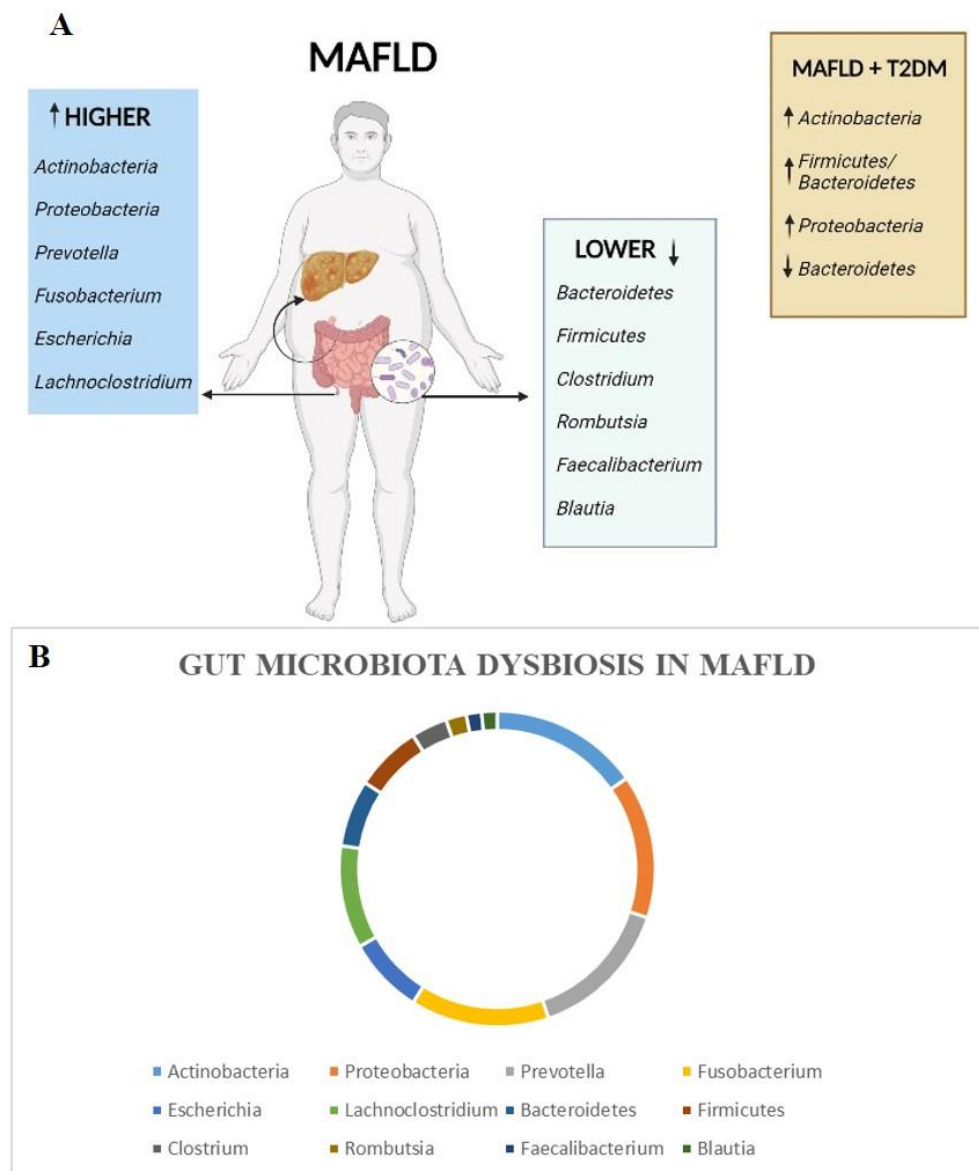 A
MAFLD
↑ HIGHER
Actinobacteria
Proteobacteria
Prevotella
Fusobacterium
Escherichia
Lachnoclostridium
LOWER ↓
Bacteroidetes
Firmicutes
Clostridium
Rombutsia
Faecalibacterium
Blautia
MAFLD + T2DM
↑ Actinobacteria
↑ Firmicutes/
Bacteroidetes
↑ Proteobacteria
↓ Bacteroidetes
B
GUT MICROBIOTA DYSBIOSIS IN MAFLD
Actinobacteria Proteobacteria Prevotella Fusobacterium
Escherichia Lachnoclostridium Bacteroidetes Firmicutes
Clostrium Rombutsia Faecalibacterium Blautia